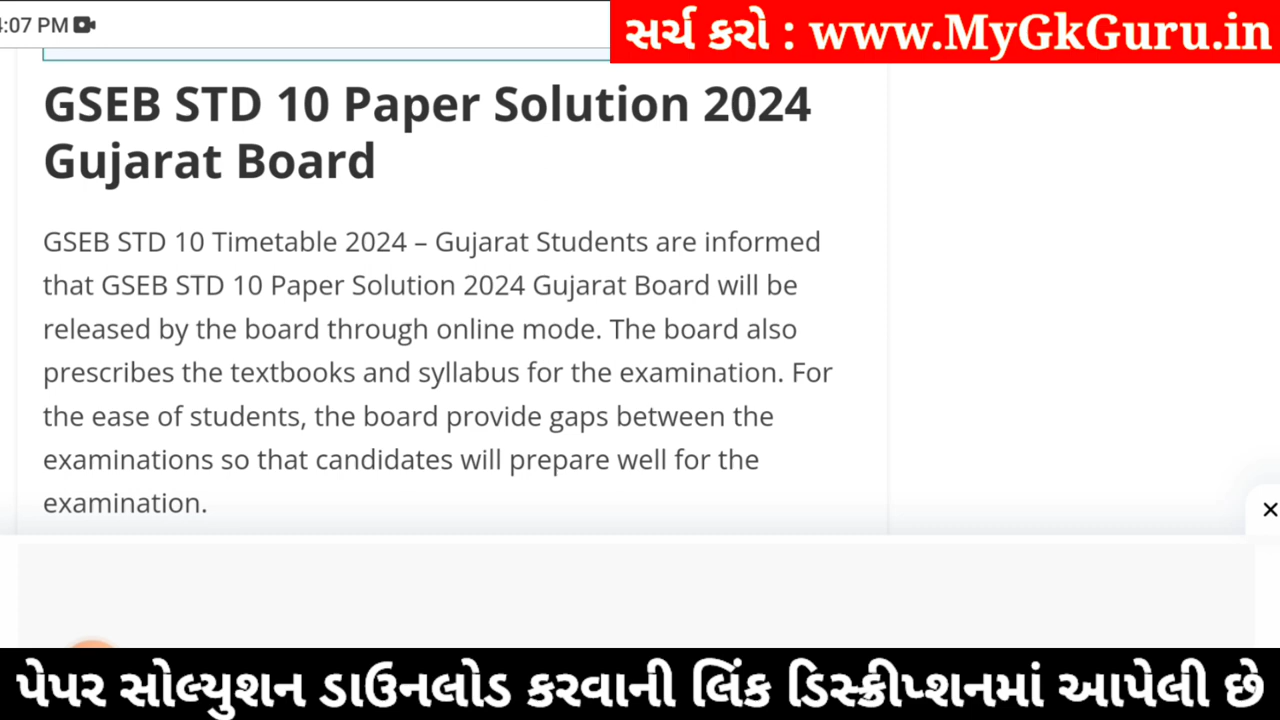 :07 PM
સર્ચ કરો : www.MyGkGuru.in
GSEB STD 10 Paper Solution 2024
Gujarat Board
GSEB STD 10 Timetable 2024 – Gujarat Students are informed
that GSEB STD 10 Paper Solution 2024 Gujarat Board will be
released by the board through online mode. The board also
prescribes the textbooks and syllabus for the examination. For
the ease of students, the board provide gaps between the
examinations so that candidates will prepare well for the
examination.
પેપર સોલ્યુશન ડાઉનલોડ કરવાની લિંક ડિસ્ક્રીપ્શનમાં આપેલી છે